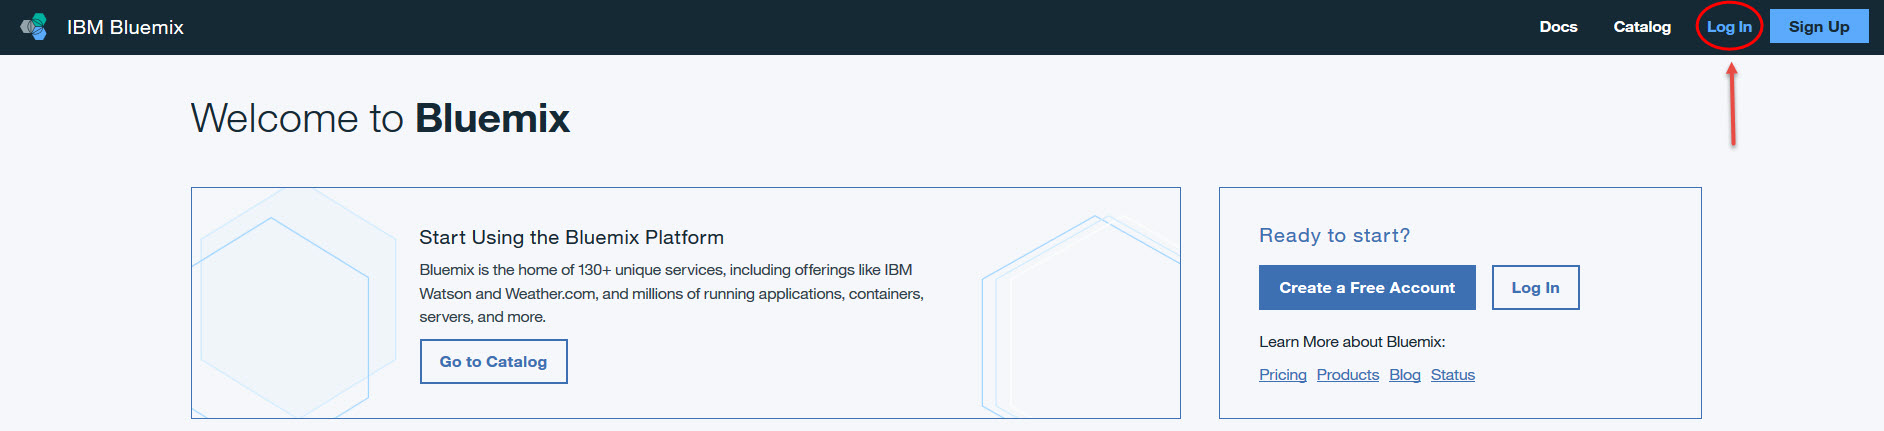 IBM Bluemix
Docs Catalog Log In Sign Up
Welcome to Bluemix
Start Using the Bluemix Platform
Bluemix is the home of 130+ unique services, including offerings like IBM
Watson and Weather.com, and millions of running applications, containers,
servers, and more.
Go to Catalog
Ready to start?
Create a Free Account Log In
Learn More about Bluemix:
Pricing Products Blog Status